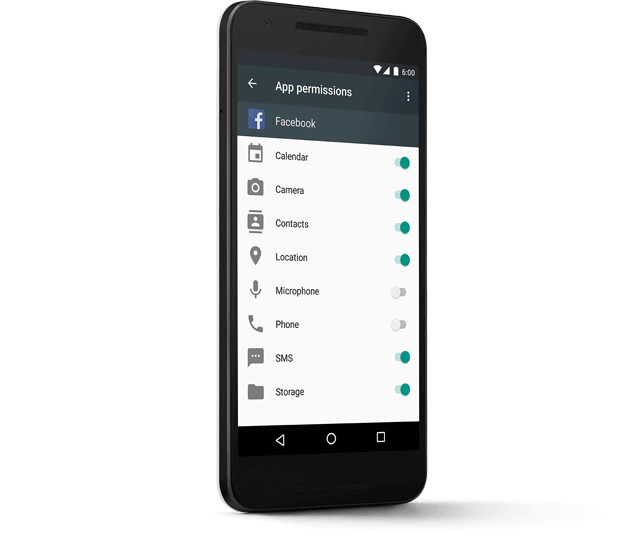 6:00
App permissions
Facebook
Calendar
Camera
Contacts
Location
Microphone
Phone
SMS
Storage